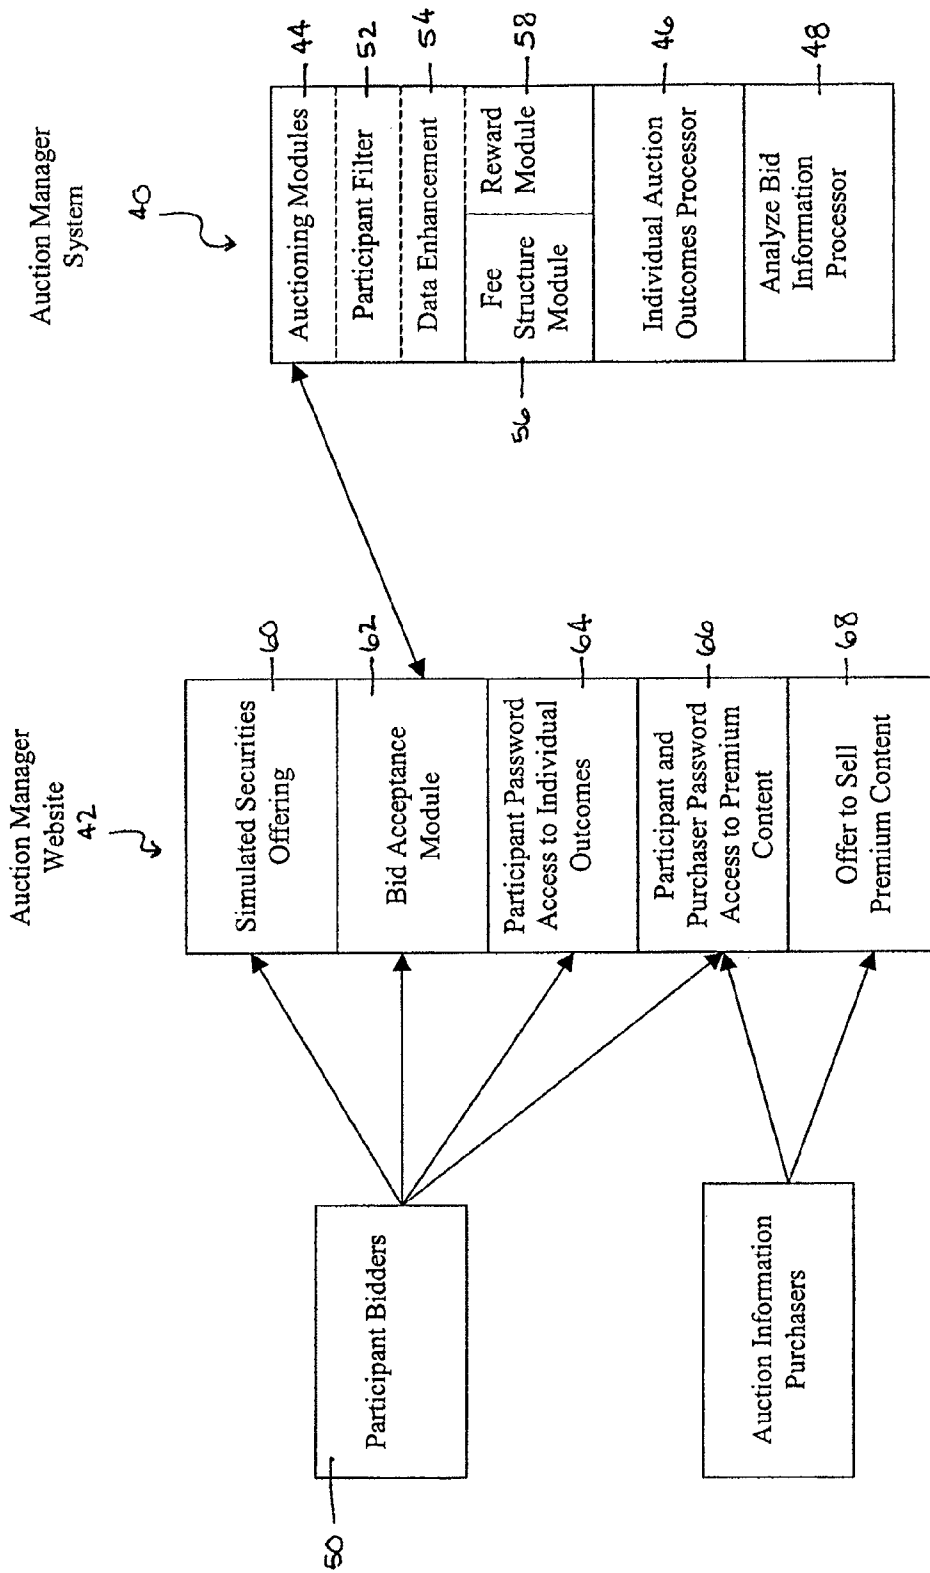 Auction Manager
Website
42
Auction Manager
System
40
Participant Bidders
50
Auction Information
Purchasers
Simulated Securities
Offering
60
Bid Acceptance
Module
62
Participant Password
Access to Individual
Outcomes
64
Participant and
Purchaser Password
Access to Premium
Content
66
Offer to Sell
Premium Content
68
Auctioning Modules
44
Participant Filter
52
Data Enhancement
54
Fee
Structure
Module
56
Reward
Module
58
Individual Auction
Outcomes Processor
46
Analyze Bid
Information
Processor
48